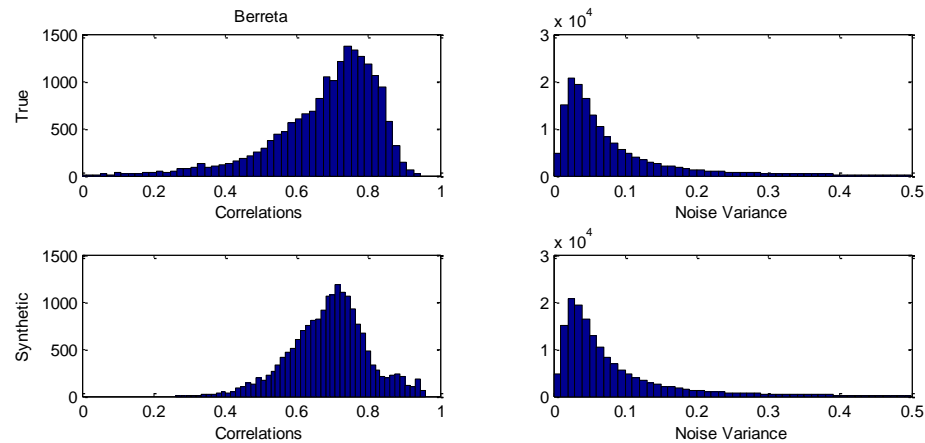 Berreta
1500
1000
500
0
True
0 0.2 0.4 0.6 0.8 1
Correlations
x 10^4
3
2
1
0
0 0.1 0.2 0.3 0.4 0.5
Noise Variance
1500
1000
500
0
Synthetic
0 0.2 0.4 0.6 0.8 1
Correlations
x 10^4
3
2
1
0
0 0.1 0.2 0.3 0.4 0.5
Noise Variance